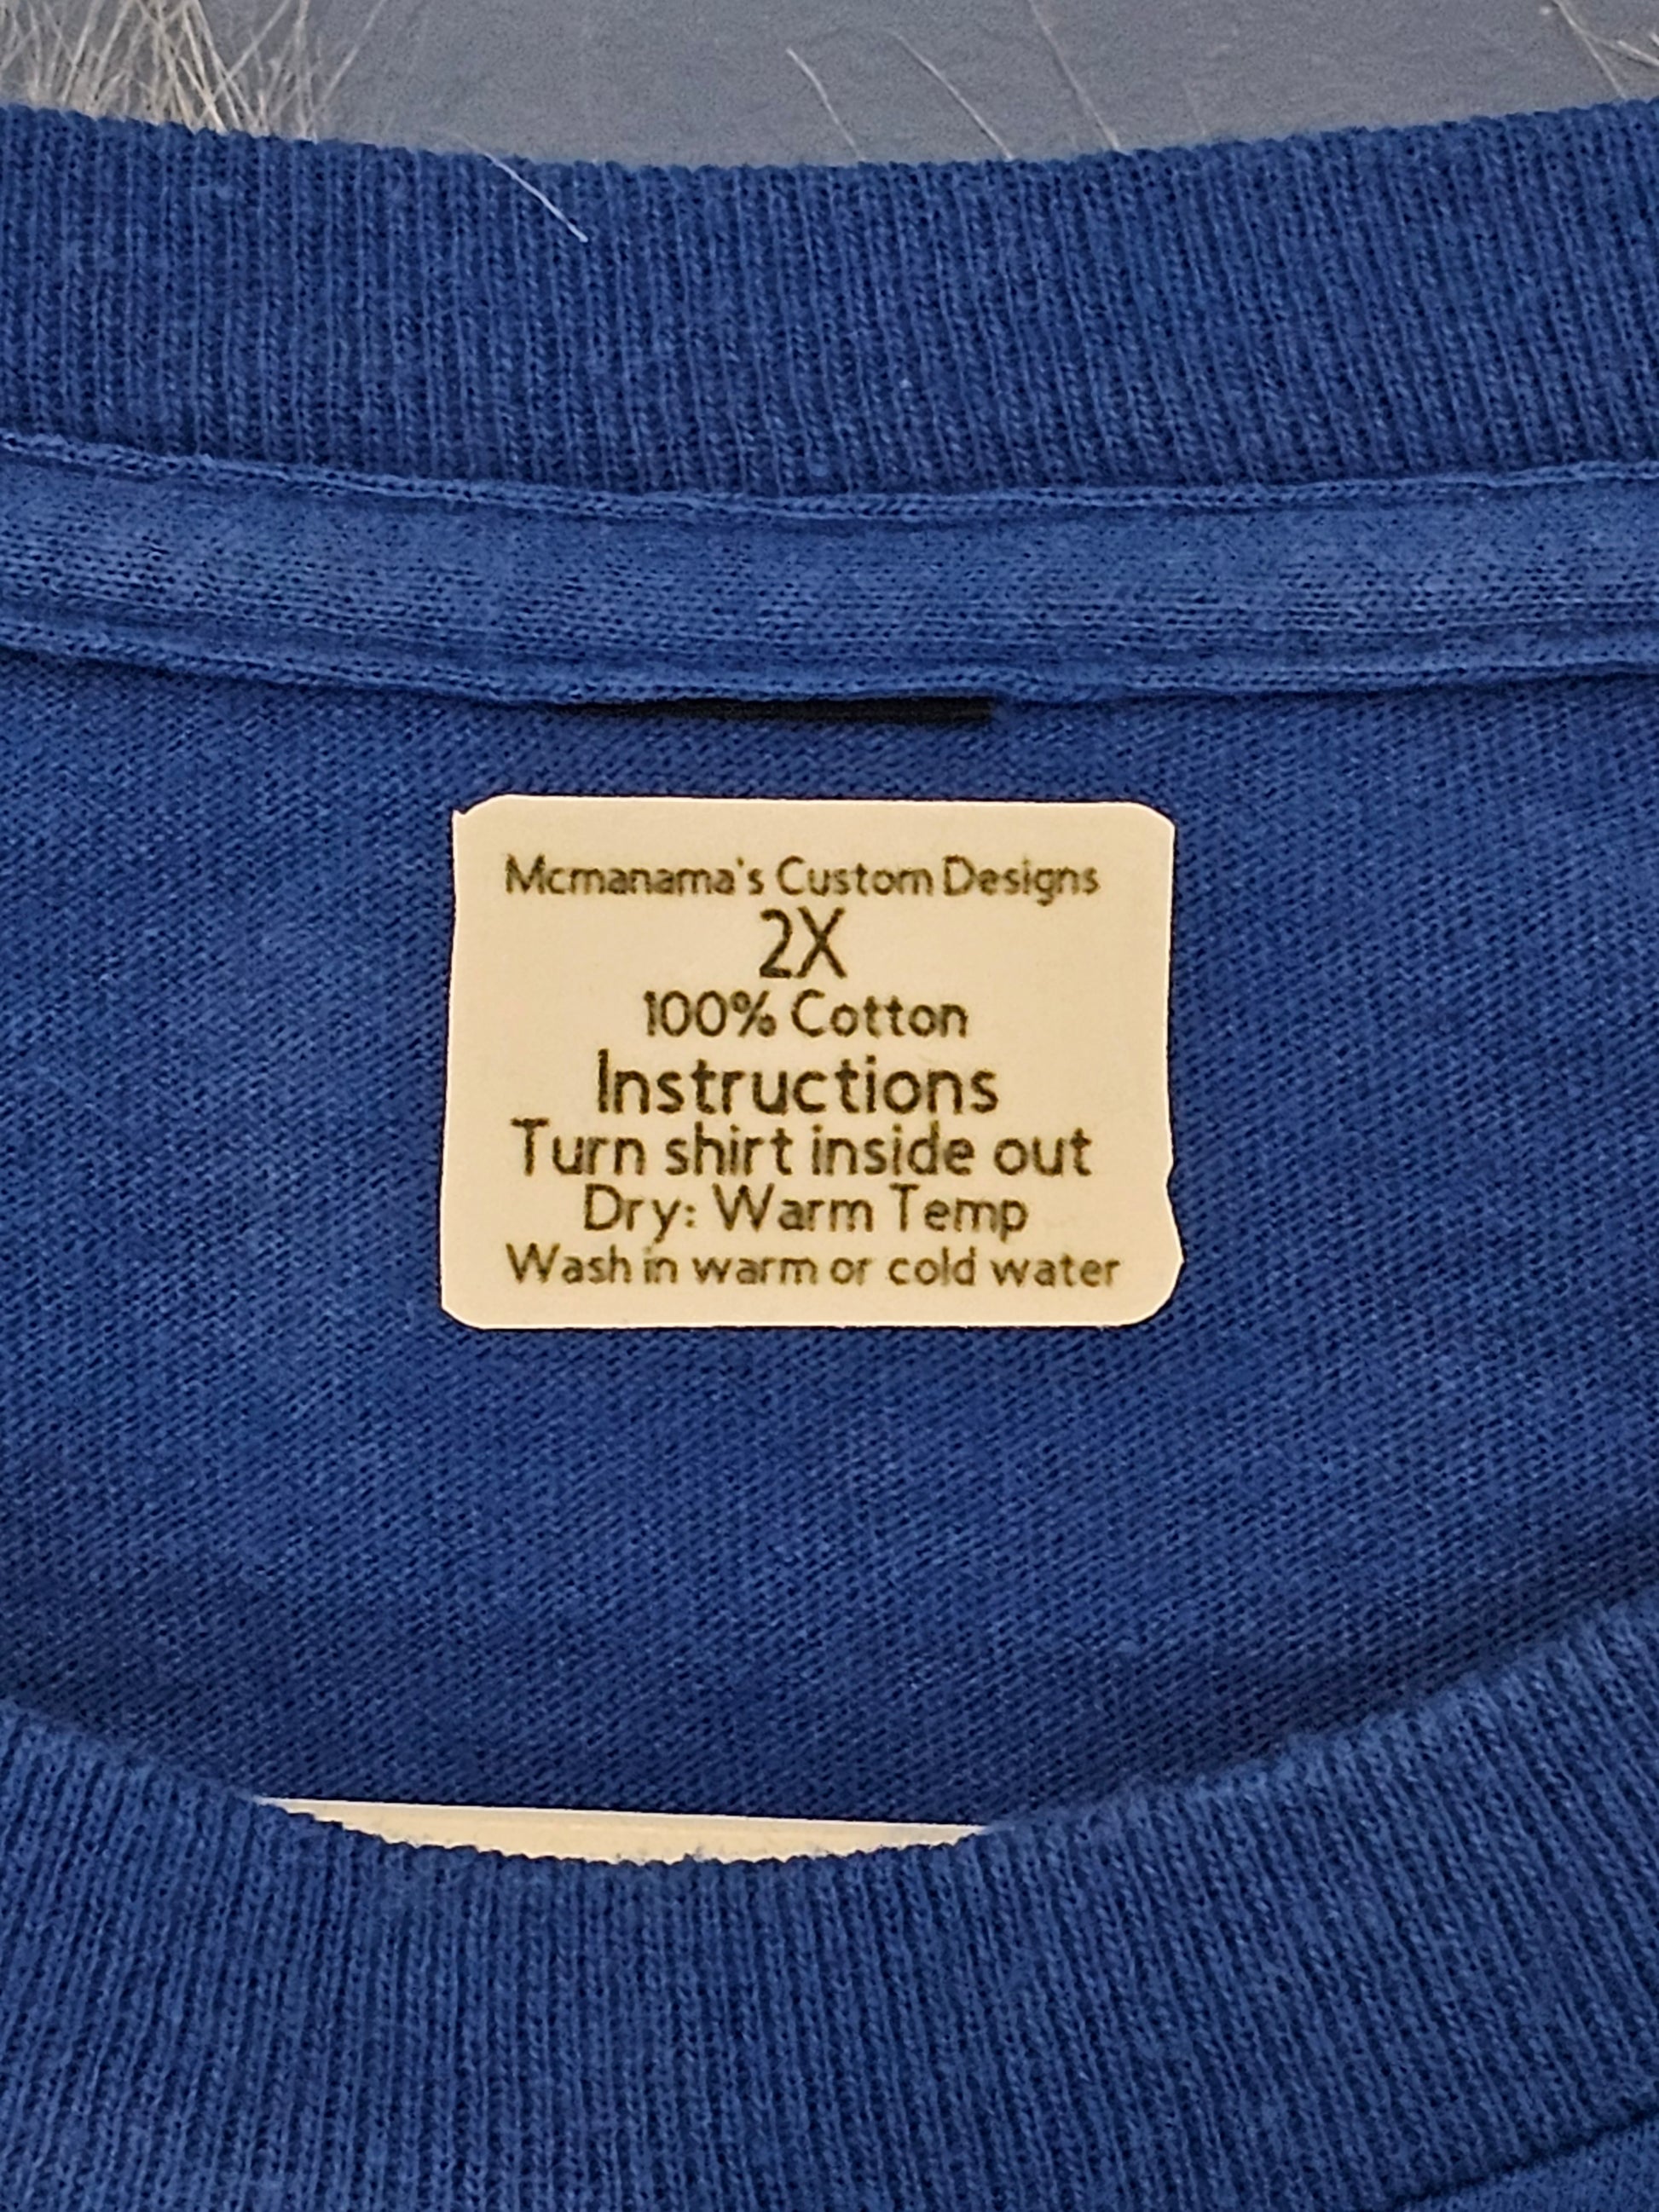 Mcmanama's Custom Designs
2X
100% Cotton
Instructions
Turn shirt inside out
Dry: Warm Temp
Wash in warm or cold water